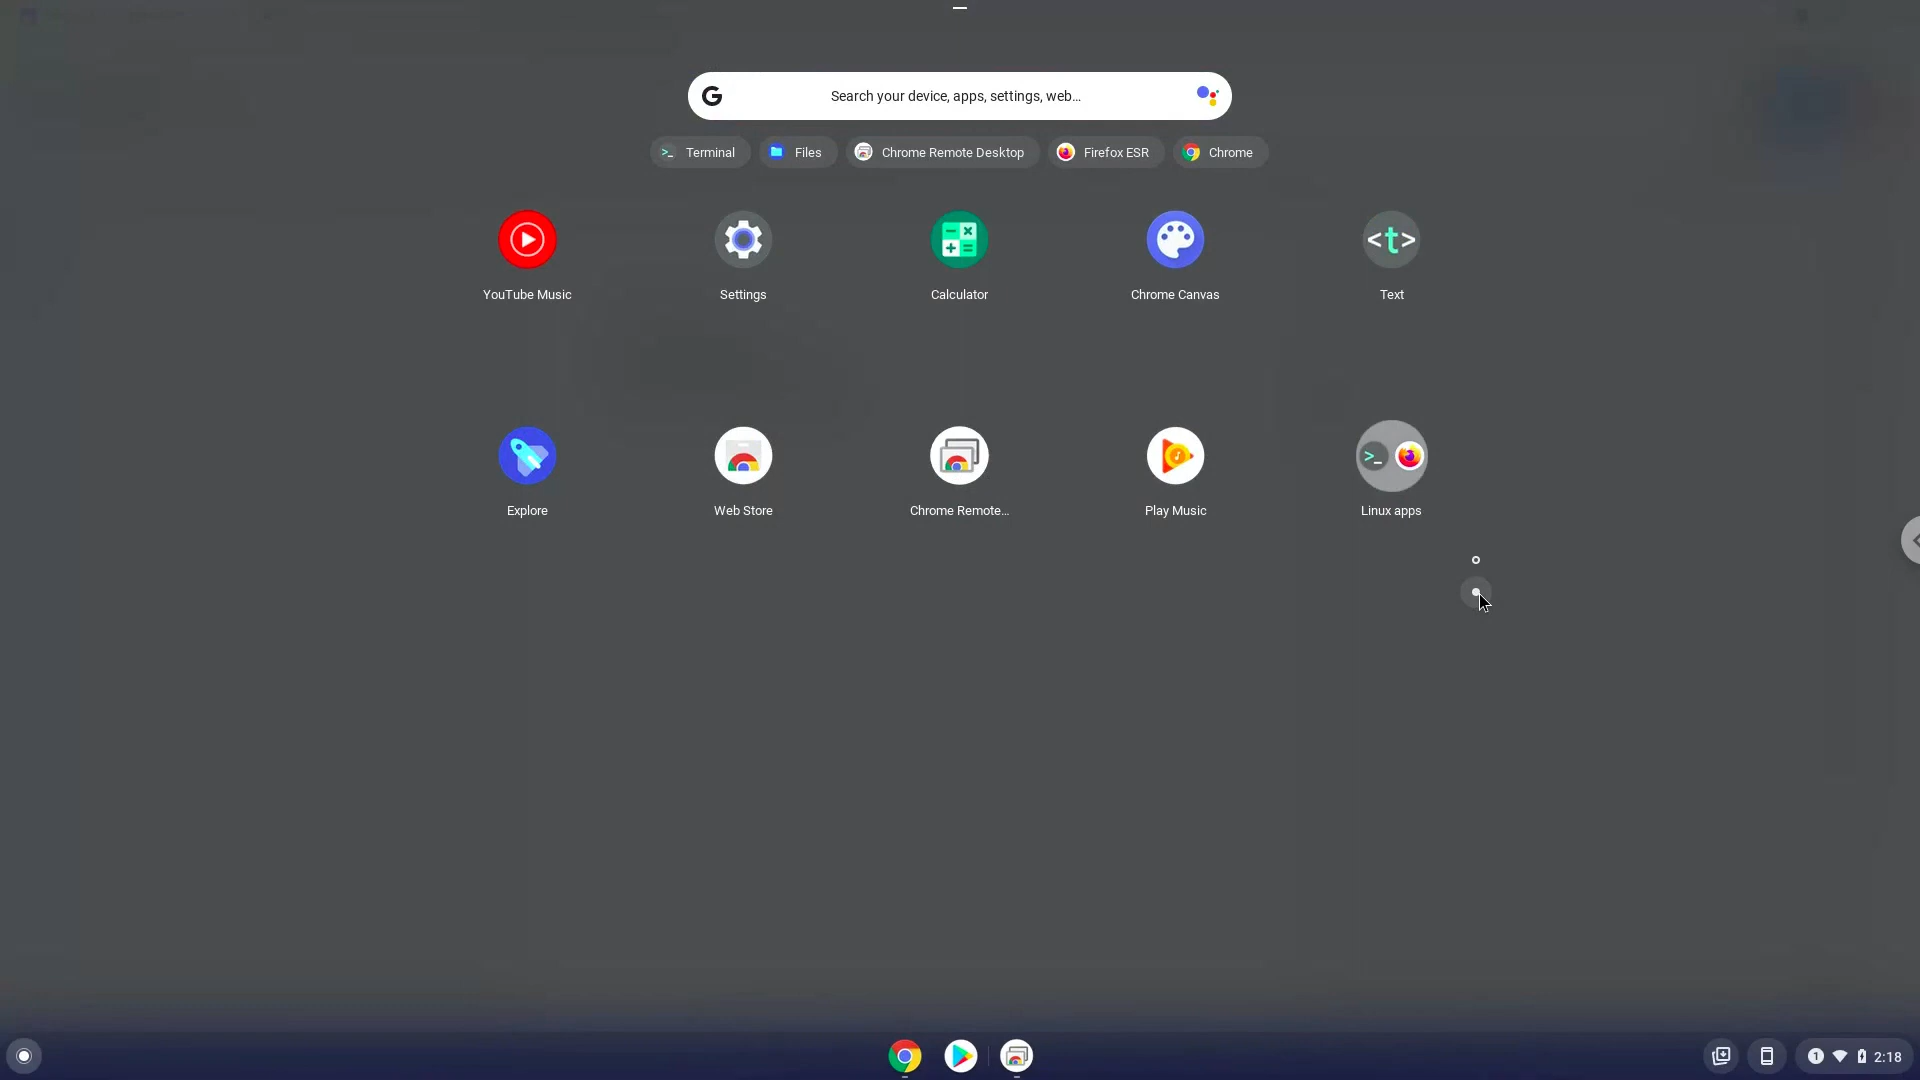 Search your device, apps, settings, web...
Terminal Files Chrome Remote Desktop Firefox ESR Chrome
YouTube Music Settings Calculator Chrome Canvas <t> Text
Explore Web Store Chrome Remote... Play Music Linux apps
1 2:18